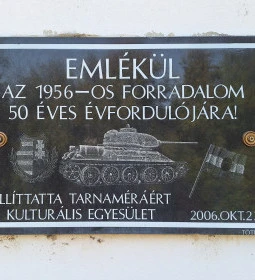 EMLÉKÜL
AZ 1956-OS FORRADALOM
50 ÉVES ÉVFORDULÓJÁRA!
LLÍTTATTA TARNAMÉRÁÉRT
KULTURÁLIS EGYESÜLET 2006.OKT.2